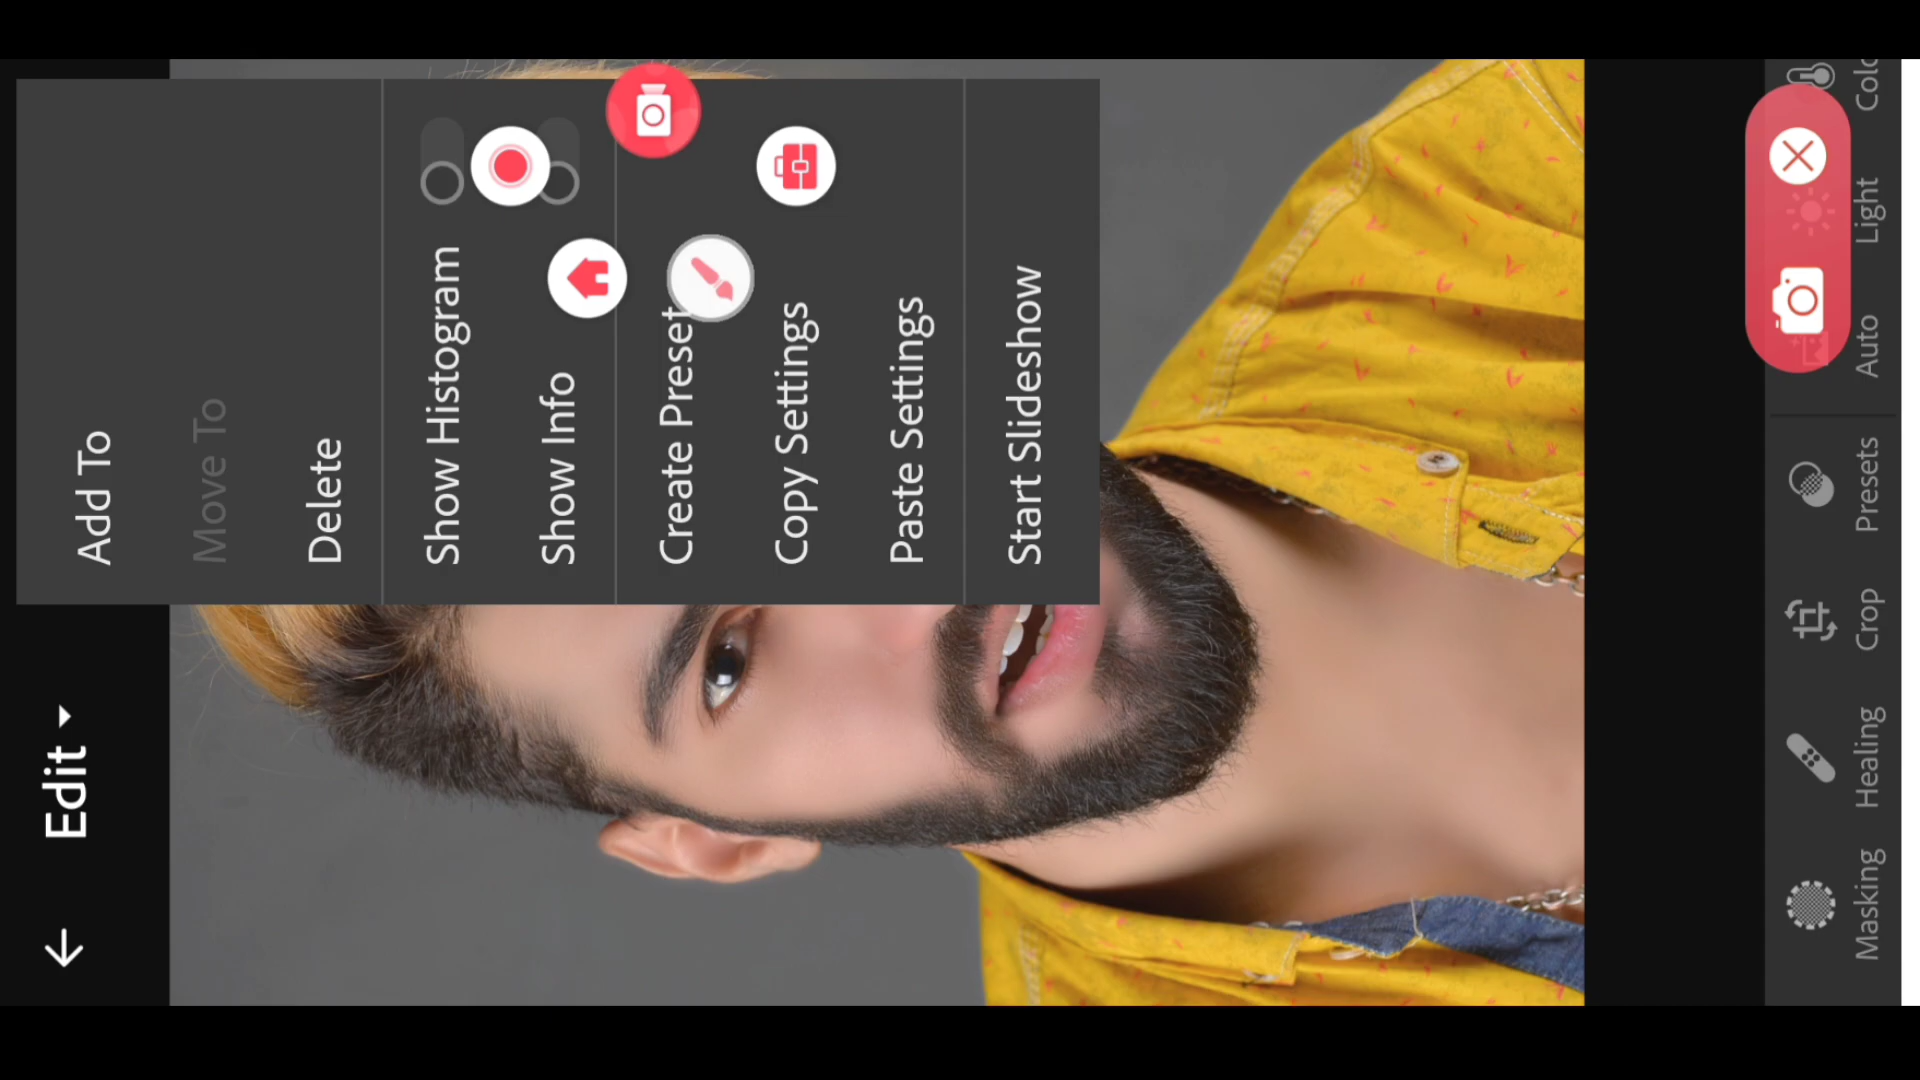 Edit
Add To
Move To
Delete
Show Histogram
Show Info
Create Preset
Copy Settings
Paste Settings
Start Slideshow
Masking
Healing
Crop
Presets
Auto
Light